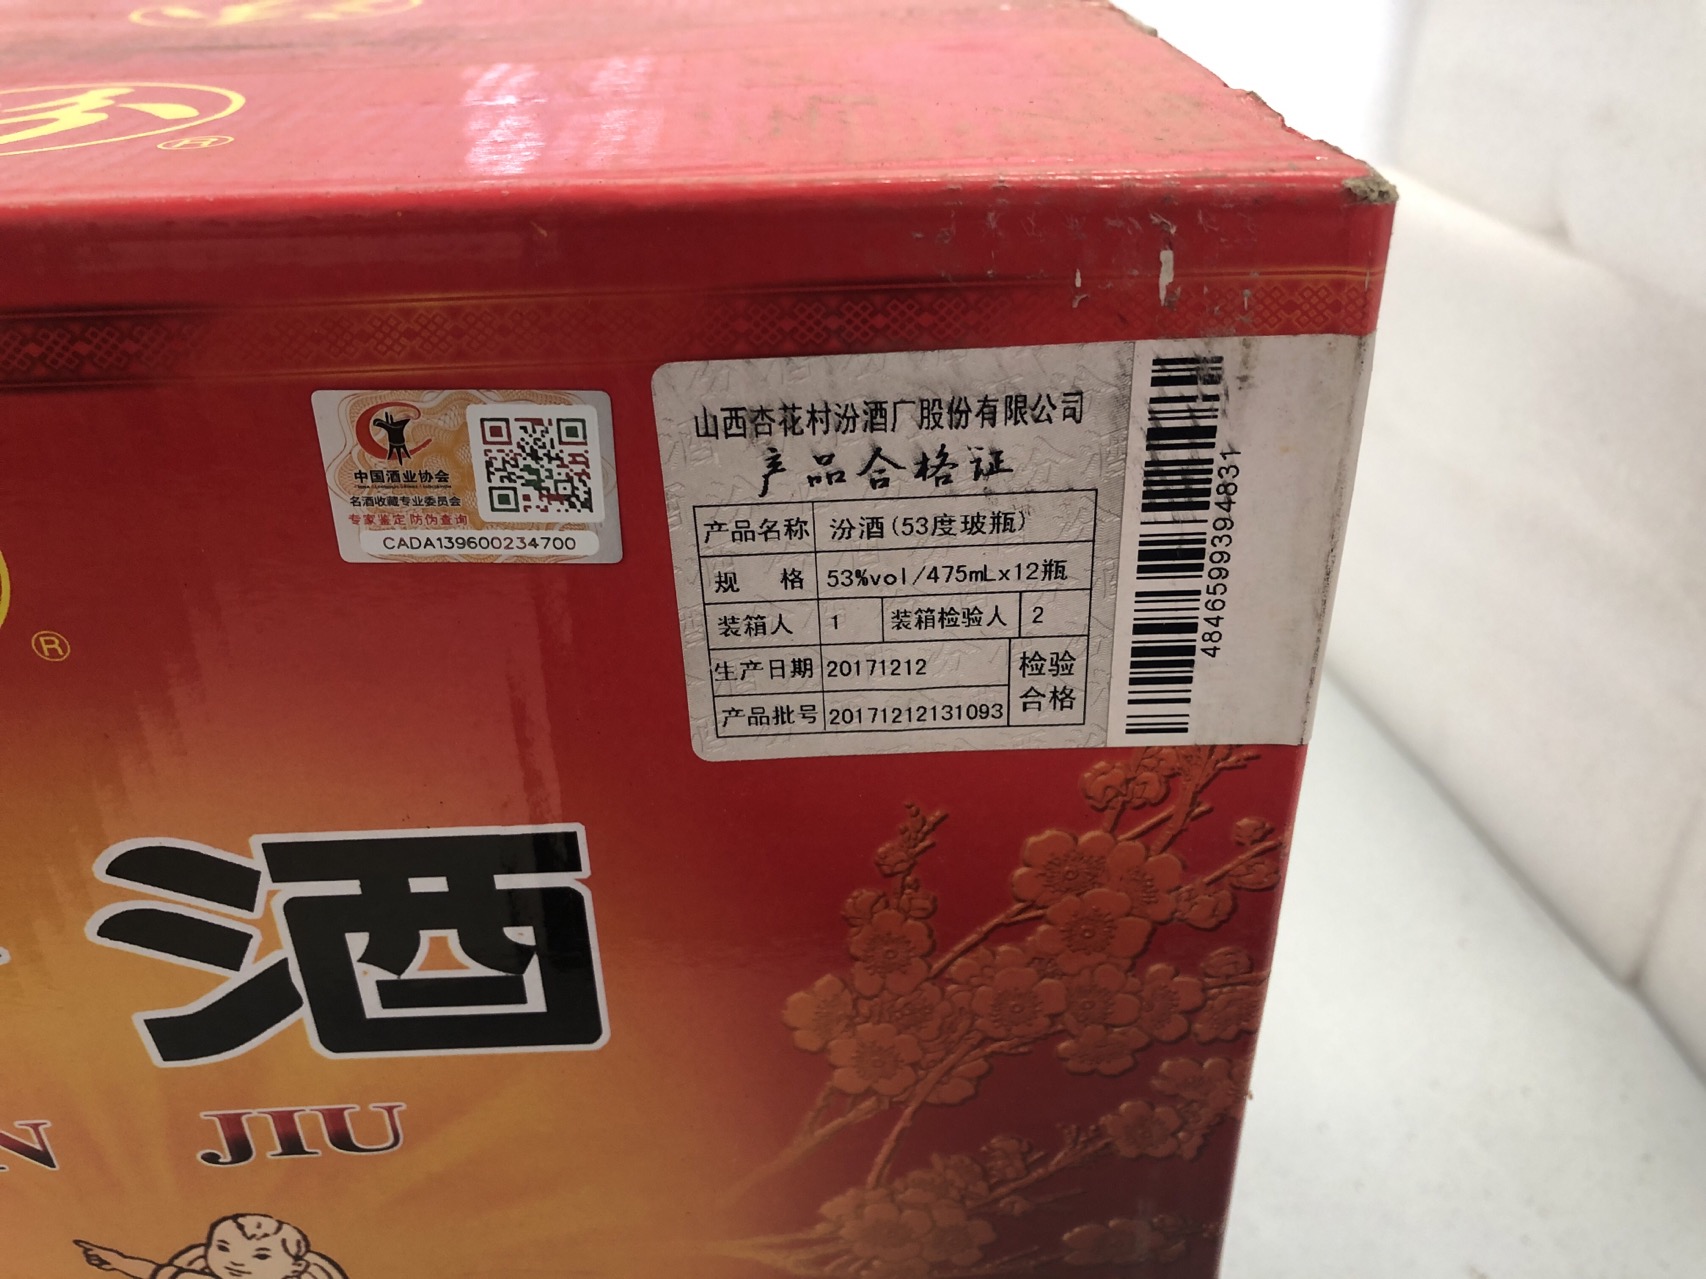 汾
®
中国酒业协会
名酒收藏专业委员会
专家鉴定 防伪查询
CADA139600234700
山西杏花村汾酒厂股份有限公司
产品合格证
产品名称 汾酒(53度玻瓶)
规 格 53%vol/475mLx12瓶
装箱人 1 装箱检验人 2
生产日期 20171212 检验
产品批号 20171212131093 合格
4846599394831
®
酒
N JIU